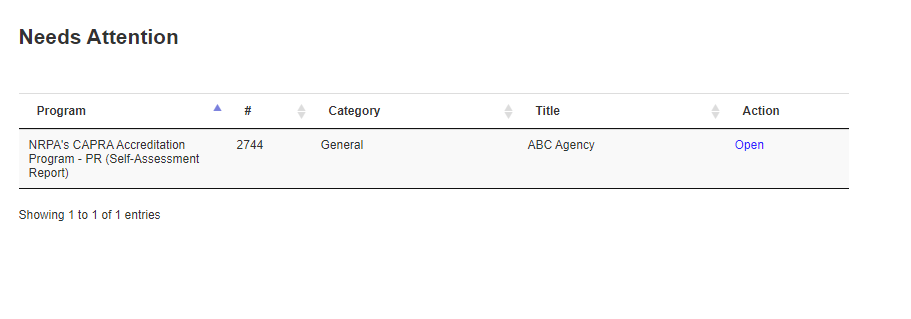 Needs Attention
Program # Category Title Action
NRPA's CAPRA Accreditation 2744 General ABC Agency Open
Program - PR (Self-Assessment
Report)
Showing 1 to 1 of 1 entries